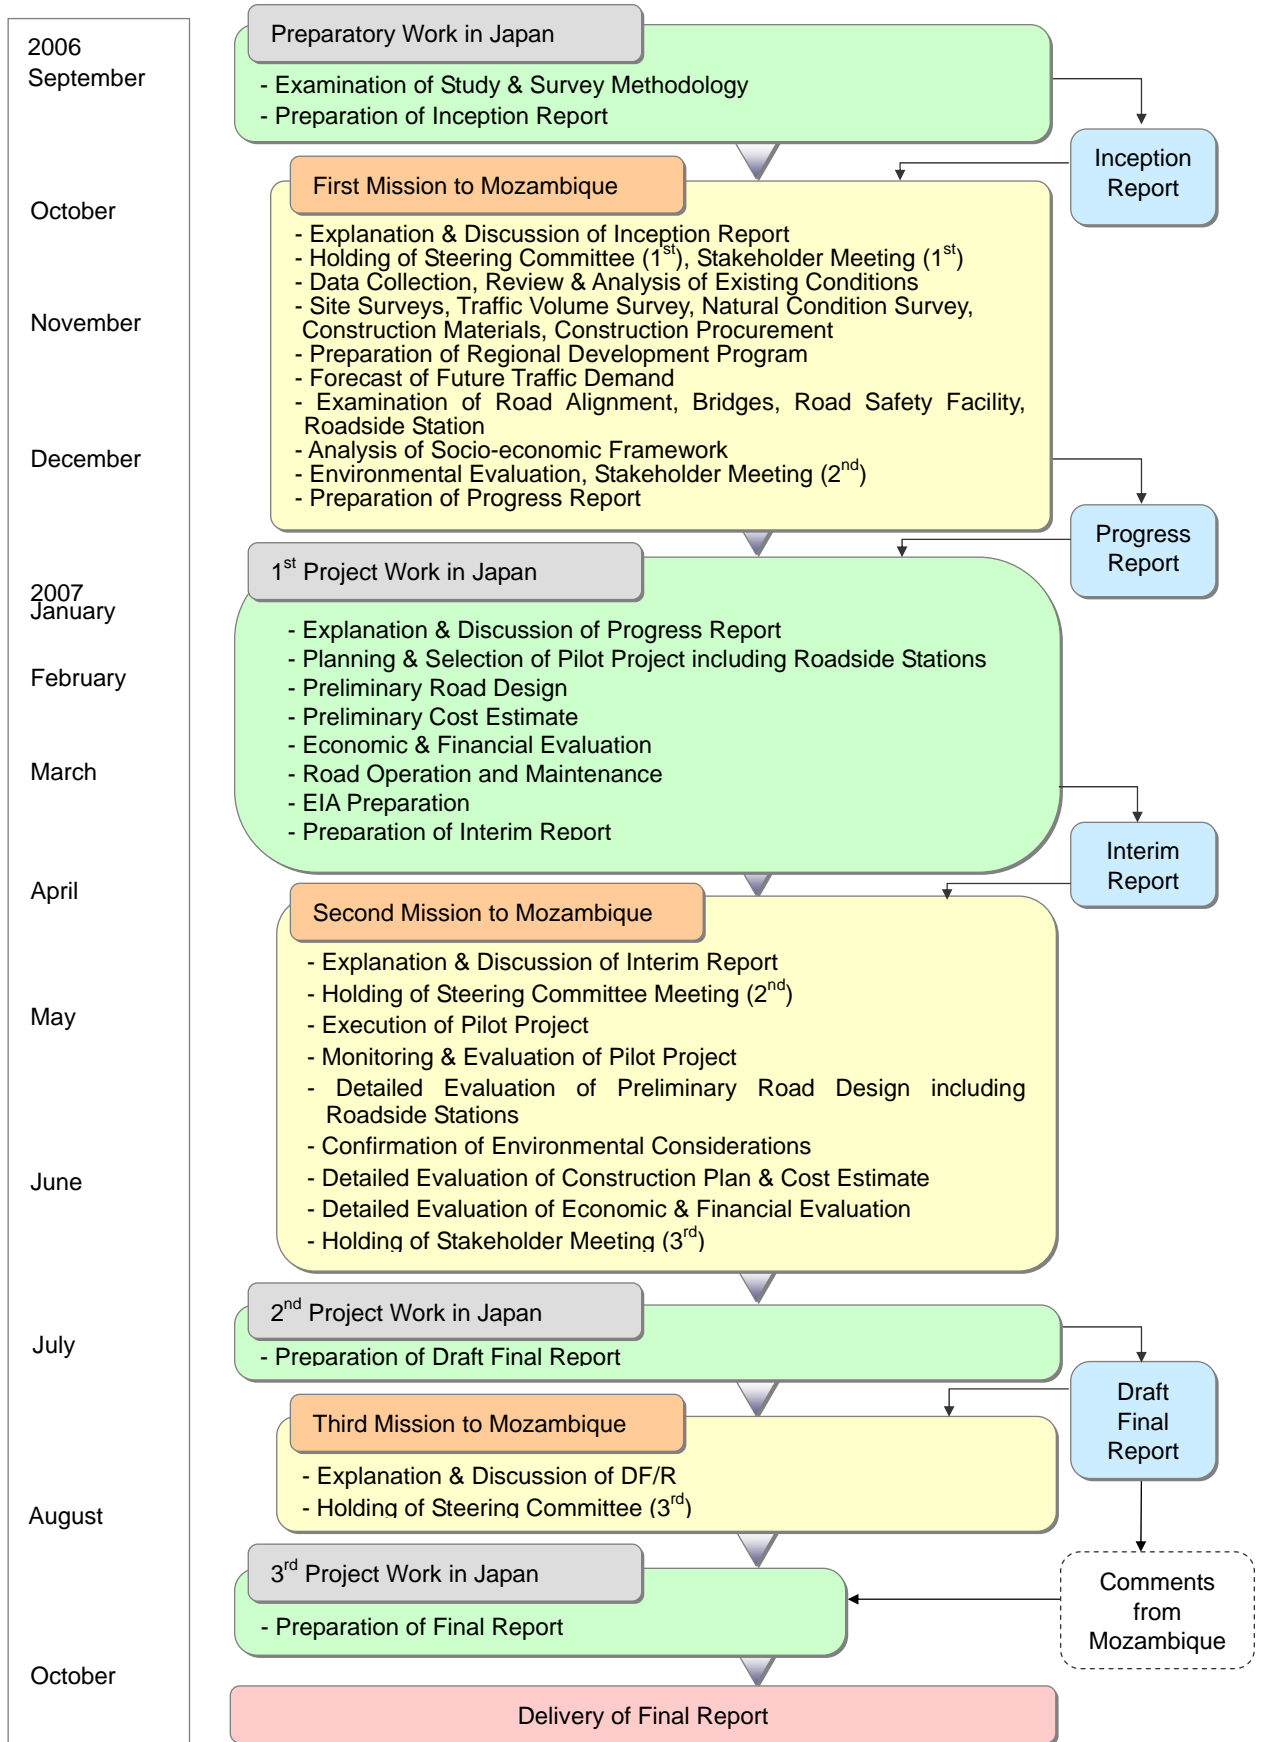 2006
September
Preparatory Work in Japan
- Examination of Study & Survey Methodology
- Preparation of Inception Report
Inception
Report
October
First Mission to Mozambique
- Explanation & Discussion of Inception Report
- Holding of Steering Committee (1st), Stakeholder Meeting (1st)
- Data Collection, Review & Analysis of Existing Conditions
- Site Surveys, Traffic Volume Survey, Natural Condition Survey,
Construction Materials, Construction Procurement
- Preparation of Regional Development Program
- Forecast of Future Traffic Demand
- Examination of Road Alignment, Bridges, Road Safety Facility,
Roadside Station
- Analysis of Socio-economic Framework
- Environmental Evaluation, Stakeholder Meeting (2nd)
- Preparation of Progress Report
November
December
Progress
Report
1st Project Work in Japan
2007
January
- Explanation & Discussion of Progress Report
- Planning & Selection of Pilot Project including Roadside Stations
- Preliminary Road Design
- Preliminary Cost Estimate
- Economic & Financial Evaluation
- Road Operation and Maintenance
- EIA Preparation
- Preparation of Interim Report
February
March
Interim
Report
April
Second Mission to Mozambique
- Explanation & Discussion of Interim Report
- Holding of Steering Committee Meeting (2nd)
- Execution of Pilot Project
- Monitoring & Evaluation of Pilot Project
- Detailed Evaluation of Preliminary Road Design including
Roadside Stations
- Confirmation of Environmental Considerations
- Detailed Evaluation of Construction Plan & Cost Estimate
- Detailed Evaluation of Economic & Financial Evaluation
- Holding of Stakeholder Meeting (3rd)
May
June
2nd Project Work in Japan
July
- Preparation of Draft Final Report
Draft
Final
Report
Third Mission to Mozambique
- Explanation & Discussion of DF/R
- Holding of Steering Committee (3rd)
August
3rd Project Work in Japan
- Preparation of Final Report
Comments
from
Mozambique
October
Delivery of Final Report